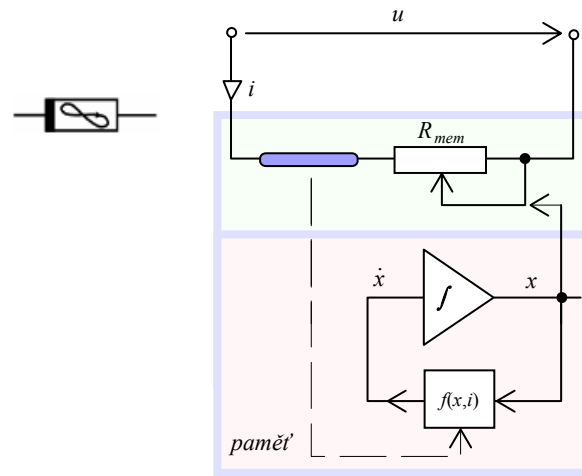 u
i
R_mem
ẋ
x
∫
f(x,i)
paměť